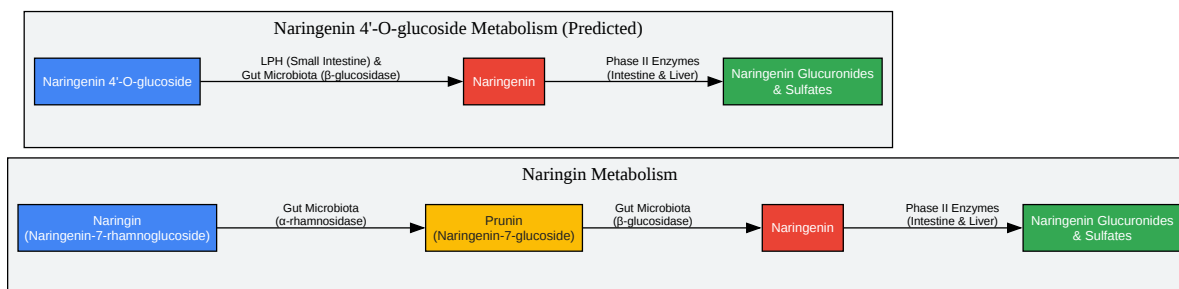 Naringenin 4'-O-glucoside Metabolism (Predicted)
Naringenin 4'-O-glucoside
LPH (Small Intestine) &
Gut Microbiota (β-glucosidase)
Naringenin
Phase II Enzymes
(Intestine & Liver)
Naringenin Glucuronides
& Sulfates
Naringin Metabolism
Naringin
(Naringenin-7-rhamnoglucoside)
Gut Microbiota
(α-rhamnosidase)
Prunin
(Naringenin-7-glucoside)
Gut Microbiota
(β-glucosidase)
Naringenin
Phase II Enzymes
(Intestine & Liver)
Naringenin Glucuronides
& Sulfates